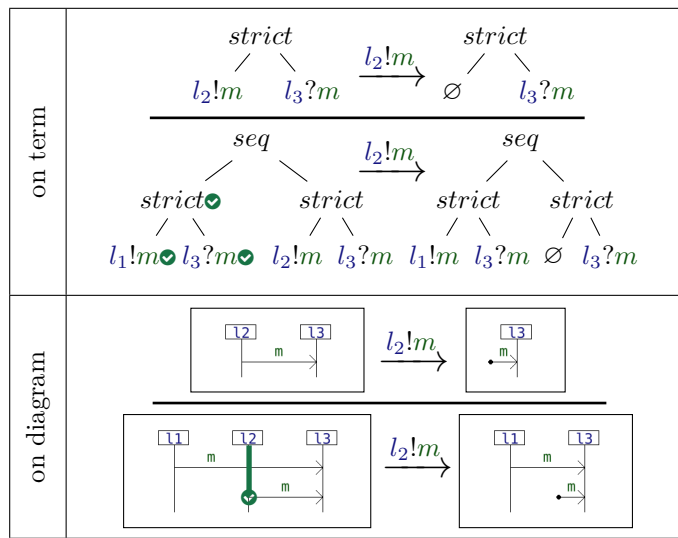 on term
strict strict
l₂!m l₃?m l₂!m ∅ l₃?m
seq l₂!m seq
strict strict strict strict
l₁!m l₃?m l₂!m l₃?m l₁!m l₃?m ∅ l₃?m
on diagram
l2 l3 l₂!m l3
m m
l1 l2 l3 l₂!m l1 l3
m m
m m